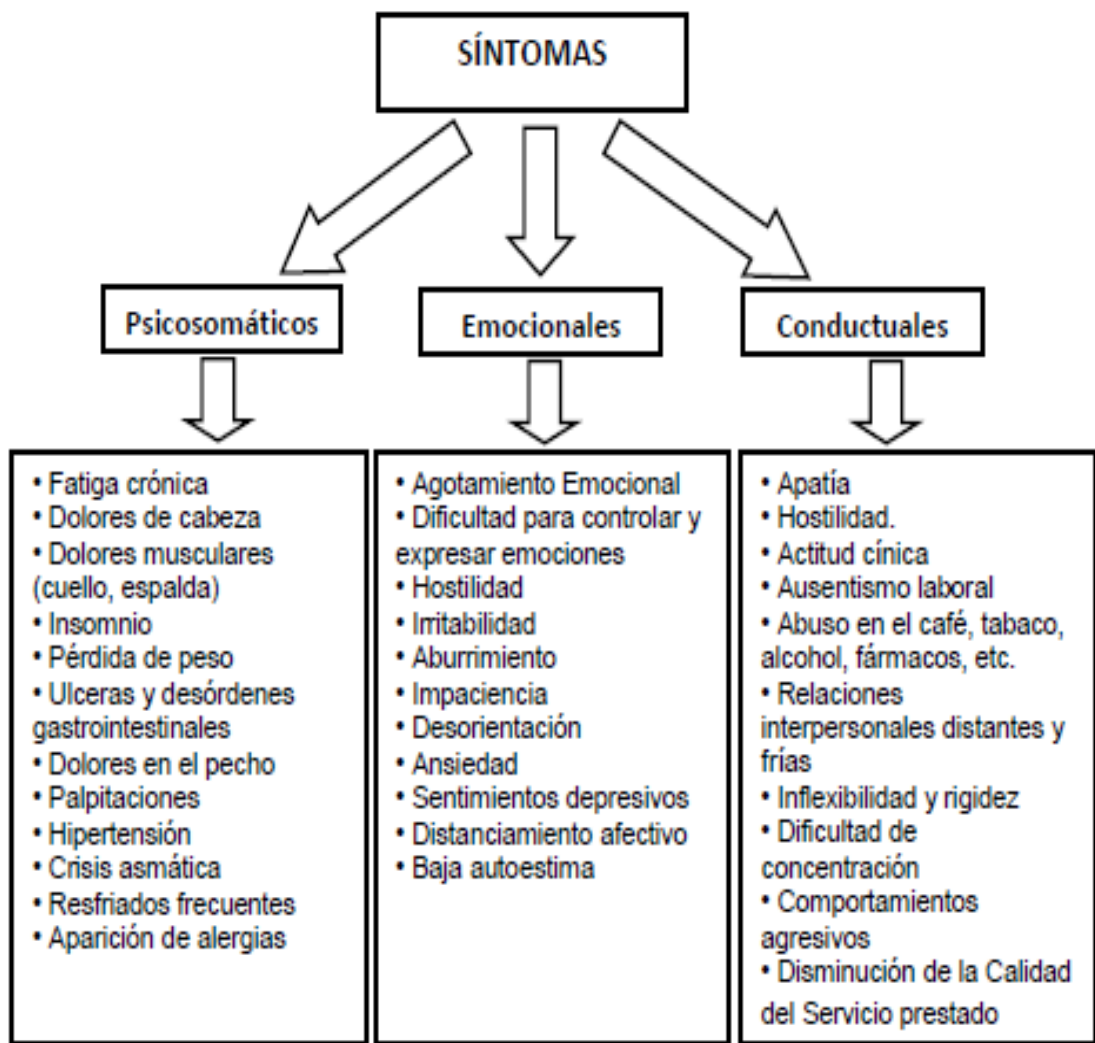 SÍNTOMAS
Psicosomáticos
Emocionales
Conductuales
• Fatiga crónica
• Dolores de cabeza
• Dolores musculares
(cuello, espalda)
• Insomnio
• Pérdida de peso
• Ulceras y desórdenes
gastrointestinales
• Dolores en el pecho
• Palpitaciones
• Hipertensión
• Crisis asmática
• Resfriados frecuentes
• Aparición de alergias
• Agotamiento Emocional
• Dificultad para controlar y
expresar emociones
• Hostilidad
• Irritabilidad
• Aburrimiento
• Impaciencia
• Desorientación
• Ansiedad
• Sentimientos depresivos
• Distanciamiento afectivo
• Baja autoestima
• Apatía
• Hostilidad.
• Actitud cínica
• Ausentismo laboral
• Abuso en el café, tabaco,
alcohol, fármacos, etc.
• Relaciones
interpersonales distantes y
frías
• Inflexibilidad y rigidez
• Dificultad de
concentración
• Comportamientos
agresivos
• Disminución de la Calidad
del Servicio prestado